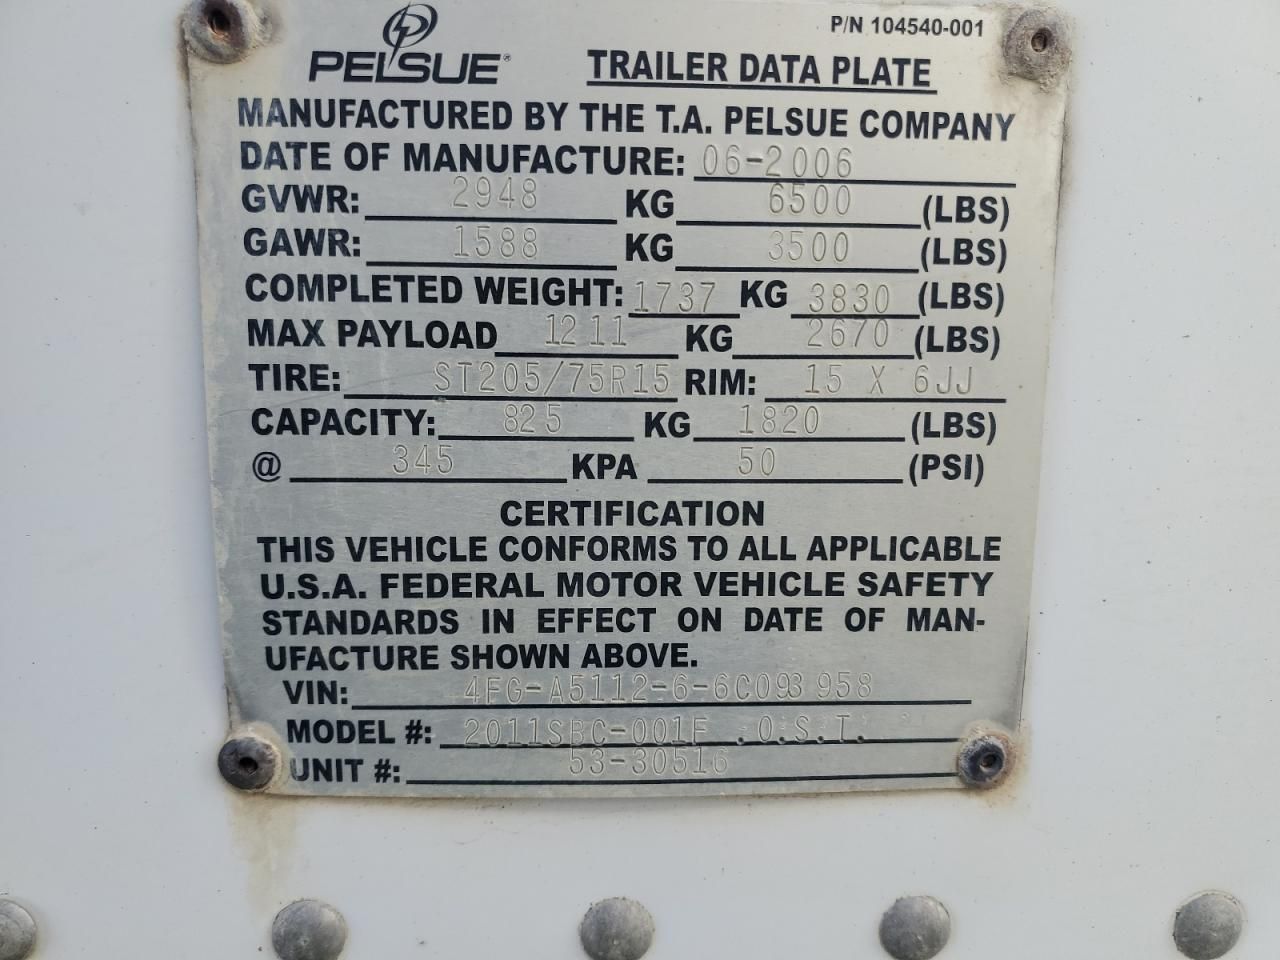 P/N 104540-001
PELSUE® TRAILER DATA PLATE
MANUFACTURED BY THE T.A. PELSUE COMPANY
DATE OF MANUFACTURE: 06-2006
GVWR: 2948 KG 6500 (LBS)
GAWR: 1588 KG 3500 (LBS)
COMPLETED WEIGHT: 1737 KG 3830 (LBS)
MAX PAYLOAD 1211 KG 2670 (LBS)
TIRE: ST205/75R15 RIM: 15 X 6JJ
CAPACITY: 825 KG 1820 (LBS)
@ 345 KPA 50 (PSI)
CERTIFICATION
THIS VEHICLE CONFORMS TO ALL APPLICABLE
U.S.A. FEDERAL MOTOR VEHICLE SAFETY
STANDARDS IN EFFECT ON DATE OF MAN-
UFACTURE SHOWN ABOVE.
VIN: 4FG-A5112-6-6C093958
MODEL #: 2011SBC-001F .O.S.T.
UNIT #: 53-30516